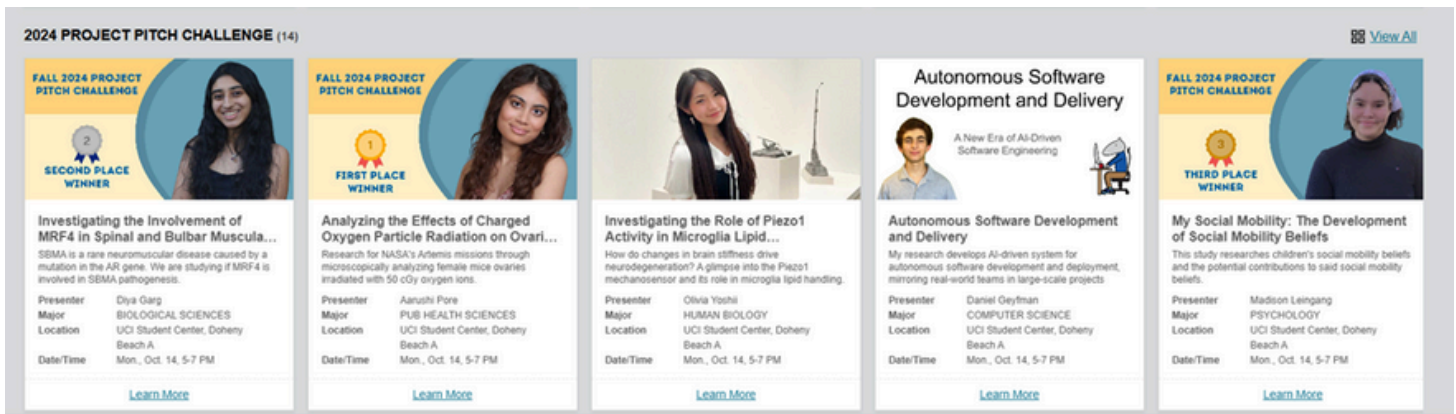 2024 PROJECT PITCH CHALLENGE (14)
View All
FALL 2024 PROJECT
PITCH CHALLENGE
2
SECOND PLACE
WINNER
Investigating the Involvement of
MRF4 in Spinal and Bulbar Muscula...
SBMA is a rare neuromuscular disease caused by a
mutation in the AR gene. We are studying if MRF4 is
involved in SBMA pathogenesis.
Presenter Diya Garg
Major BIOLOGICAL SCIENCES
Location UCI Student Center, Doheny
Beach A
Date/Time Mon., Oct. 14, 5-7 PM
Learn More
FALL 2024 PROJECT
PITCH CHALLENGE
1
FIRST PLACE
WINNER
Analyzing the Effects of Charged
Oxygen Particle Radiation on Ovari...
Research for NASA's Artemis missions through
microscopically analyzing female mice ovaries
irradiated with 50 cGy oxygen ions.
Presenter Aarushi Pore
Major PUB HEALTH SCIENCES
Location UCI Student Center, Doheny
Beach A
Date/Time Mon., Oct. 14, 5-7 PM
Learn More
Investigating the Role of Piezo1
Activity in Microglia Lipid...
How do changes in brain stiffness drive
neurodegeneration? A glimpse into the Piezo1
mechanosensor and its role in microglia lipid handling.
Presenter Olivia Yoshii
Major HUMAN BIOLOGY
Location UCI Student Center, Doheny
Beach A
Date/Time Mon., Oct. 14, 5-7 PM
Learn More
Autonomous Software
Development and Delivery
A New Era of AI-Driven
Software Engineering
Autonomous Software Development
and Delivery
My research develops AI-driven system for
autonomous software development and deployment,
mirroring real-world teams in large-scale projects
Presenter Daniel Geyfman
Major COMPUTER SCIENCE
Location UCI Student Center, Doheny
Beach A
Date/Time Mon., Oct. 14, 5-7 PM
Learn More
FALL 2024 PROJECT
PITCH CHALLENGE
3
THIRD PLACE
WINNER
My Social Mobility: The Development
of Social Mobility Beliefs
This study researches children's social mobility beliefs
and the potential contributions to said social mobility
beliefs.
Presenter Madison Leingang
Major PSYCHOLOGY
Location UCI Student Center, Doheny
Beach A
Date/Time Mon., Oct. 14, 5-7 PM
Learn More